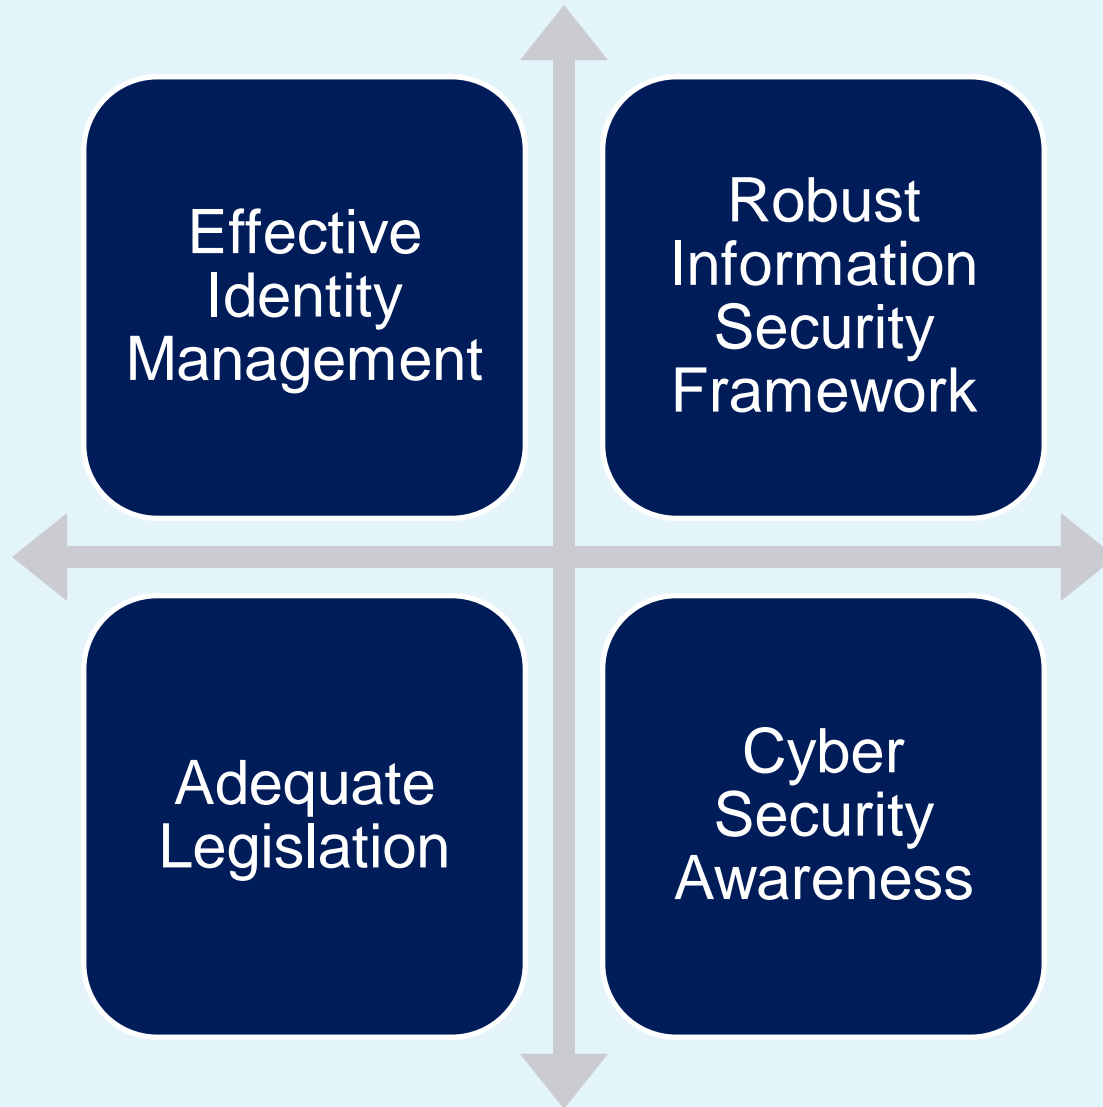 Effective
Identity
Management
Robust
Information
Security
Framework
Adequate
Legislation
Cyber
Security
Awareness